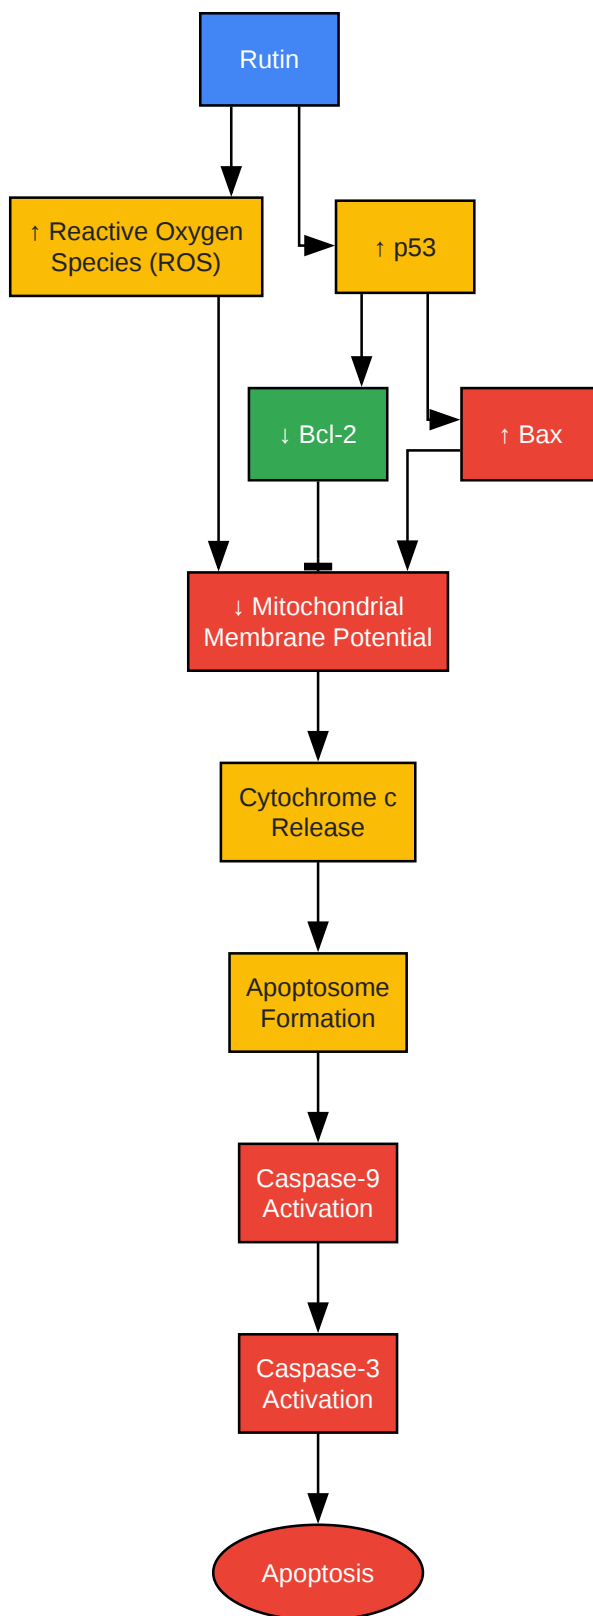 Rutin
↑ Reactive Oxygen
Species (ROS)
↑ p53
↓ Bcl-2
↑ Bax
↓ Mitochondrial
Membrane Potential
Cytochrome c
Release
Apoptosome
Formation
Caspase-9
Activation
Caspase-3
Activation
Apoptosis